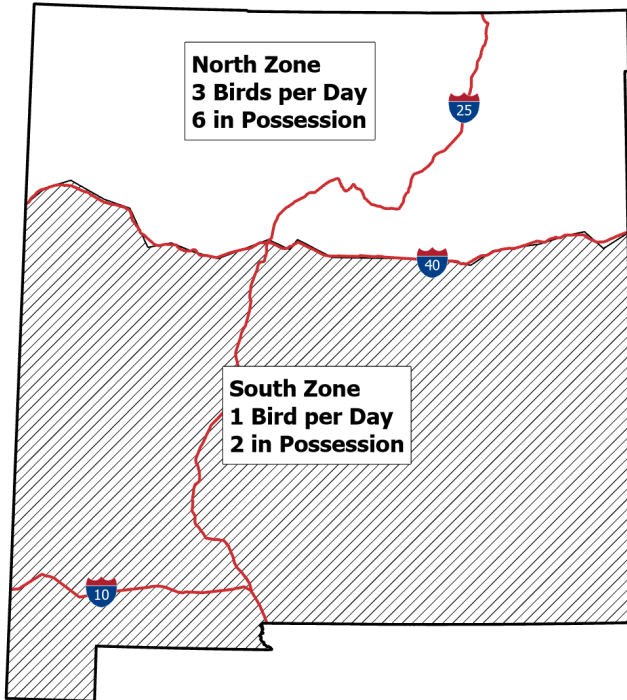 North Zone
3 Birds per Day
6 in Possession
25
40
South Zone
1 Bird per Day
2 in Possession
10